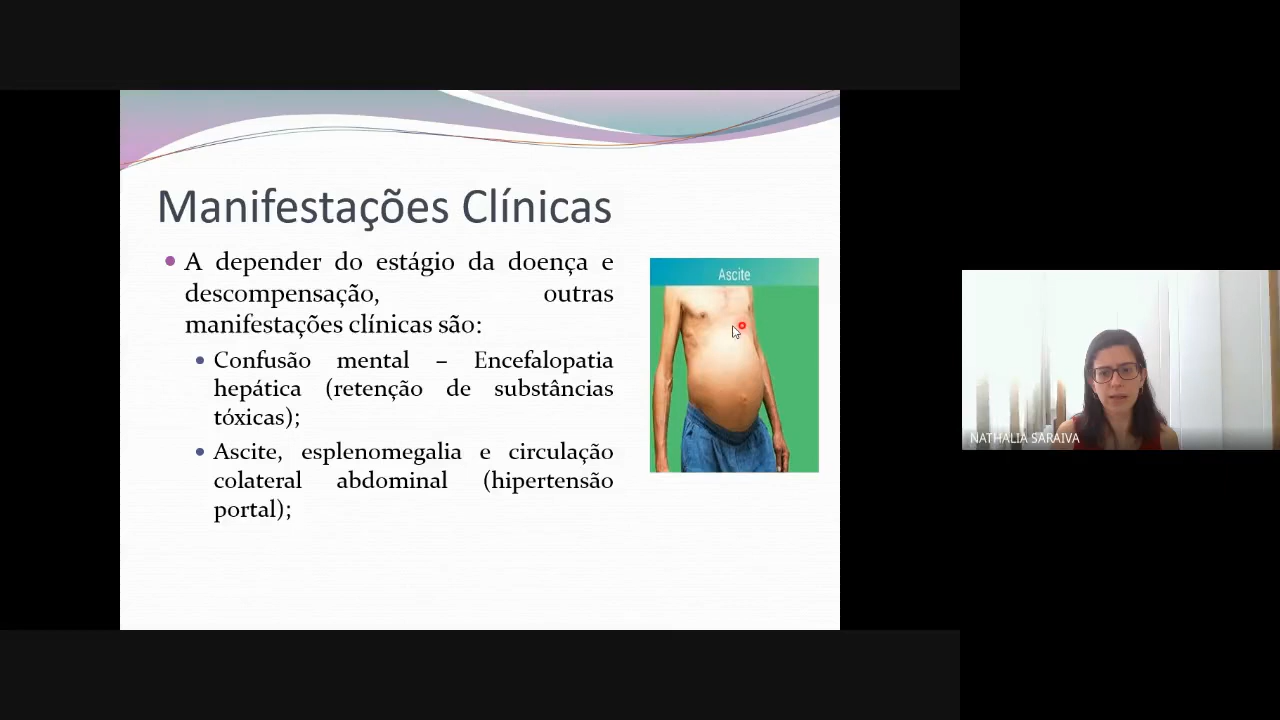 Manifestações Clínicas
A depender do estágio da doença e
descompensação, outras
manifestações clínicas são:
Confusão mental – Encefalopatia
hepática (retenção de substâncias
tóxicas);
Ascite, esplenomegalia e circulação
colateral abdominal (hipertensão
portal);
Ascite
NATHALIA SARAIVA